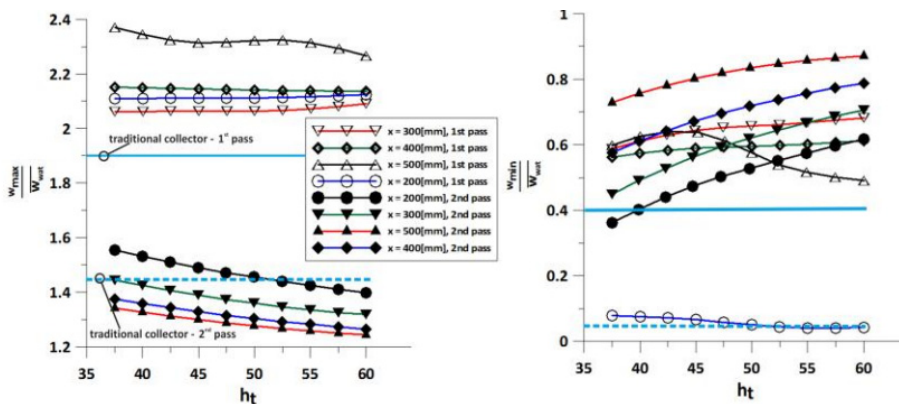 2.4
2.2
2
1.8
1.6
1.4
1.2
35 40 45 50 55 60
h_t
w_max
w_wat
traditional collector - 1st pass
traditional collector - 2nd pass
x = 300[mm], 1st pass
x = 400[mm], 1st pass
x = 500[mm], 1st pass
x = 200[mm], 1st pass
x = 200[mm], 2nd pass
x = 300[mm], 2nd pass
x = 500[mm], 2nd pass
x = 400[mm], 2nd pass
1
0.8
0.6
0.4
0.2
0
35 40 45 50 55 60
h_t
w_min
w_wat